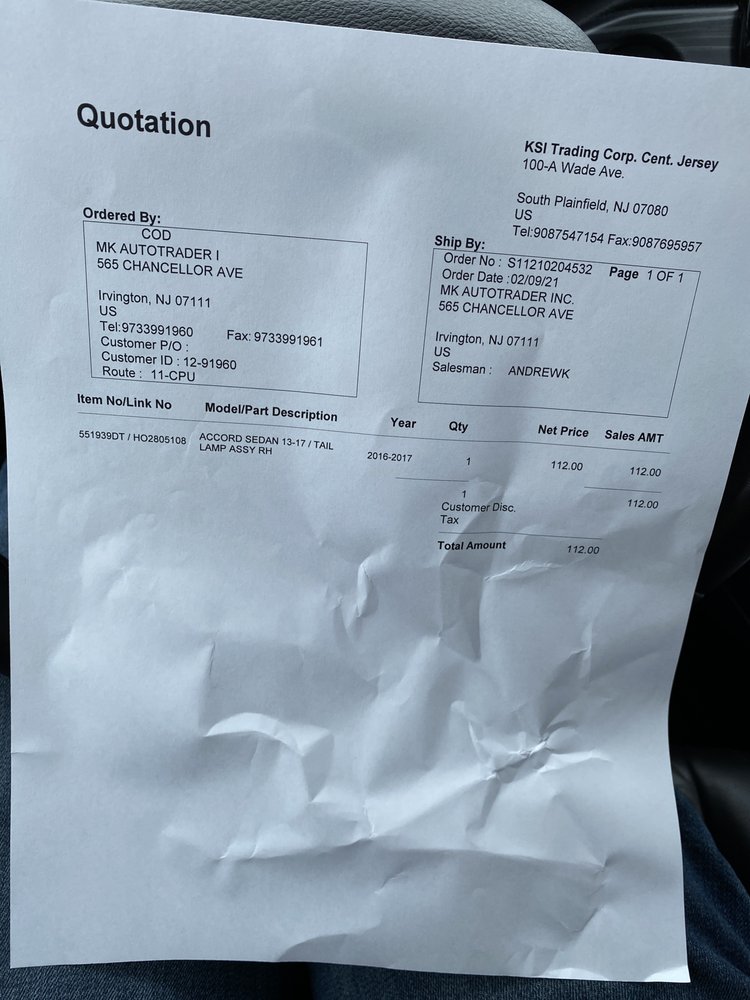 Quotation
KSI Trading Corp. Cent. Jersey
100-A Wade Ave.
South Plainfield, NJ 07080
US
Tel:9087547154 Fax:9087695957
Ordered By:
COD
MK AUTOTRADER I
565 CHANCELLOR AVE
Irvington, NJ 07111
US
Tel:9733991960 Fax: 9733991961
Customer P/O :
Customer ID : 12-91960
Route : 11-CPU
Ship By:
Order No : S11210204532 Page 1 OF 1
Order Date :02/09/21
MK AUTOTRADER INC.
565 CHANCELLOR AVE
Irvington, NJ 07111
US
Salesman : ANDREWK
Item No/Link No Model/Part Description Year Qty Net Price Sales AMT
551939DT / HO2805108 ACCORD SEDAN 13-17 / TAIL 2016-2017 1 112.00 112.00
LAMP ASSY RH
1 112.00
Customer Disc.
Tax
Total Amount 112.00